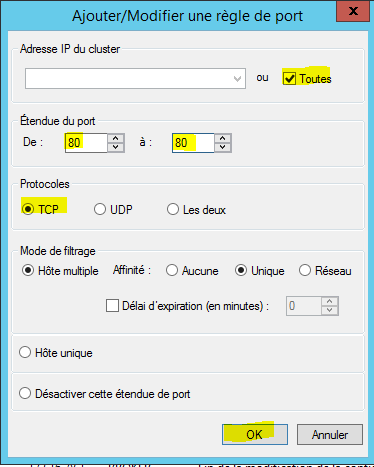 Ajouter/Modifier une règle de port
x
Adresse IP du cluster
ou Toutes
Étendue du port
De : 80 à : 80
Protocoles
TCP UDP Les deux
Mode de filtrage
Hôte multiple Affinité : Aucune Unique Réseau
Délai d'expiration (en minutes) : 0
Hôte unique
Désactiver cette étendue de port
OK Annuler